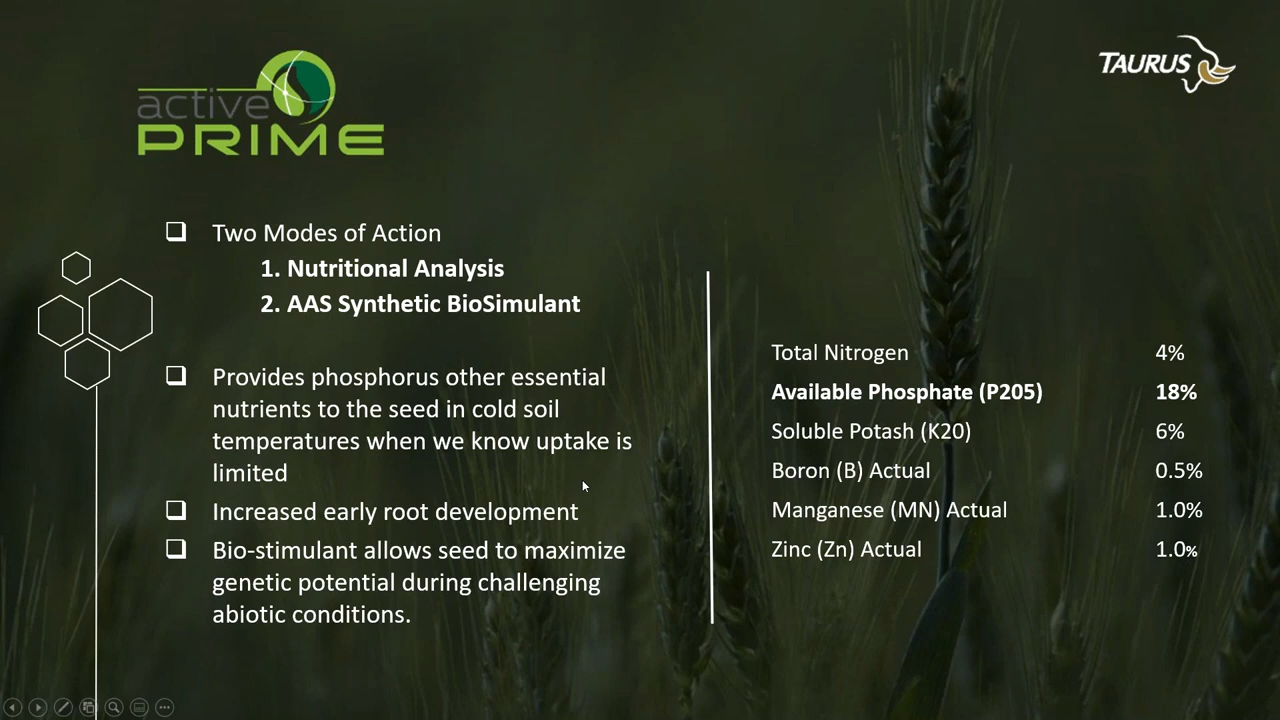 active
PRIME
TAURUS
Two Modes of Action
1. Nutritional Analysis
2. AAS Synthetic BioSimulant
Provides phosphorus other essential
nutrients to the seed in cold soil
temperatures when we know uptake is
limited
Increased early root development
Bio-stimulant allows seed to maximize
genetic potential during challenging
abiotic conditions.
Total Nitrogen 4%
Available Phosphate (P205) 18%
Soluble Potash (K20) 6%
Boron (B) Actual 0.5%
Manganese (MN) Actual 1.0%
Zinc (Zn) Actual 1.0%